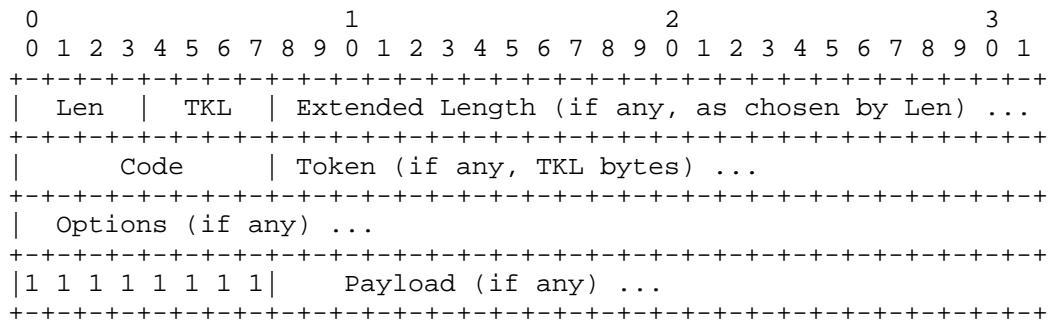 0                   1                   2                   3
 0 1 2 3 4 5 6 7 8 9 0 1 2 3 4 5 6 7 8 9 0 1 2 3 4 5 6 7 8 9 0 1
+-+-+-+-+-+-+-+-+-+-+-+-+-+-+-+-+-+-+-+-+-+-+-+-+-+-+-+-+-+-+-+-+
|  Len  |  TKL  | Extended Length (if any, as chosen by Len) ...
+-+-+-+-+-+-+-+-+-+-+-+-+-+-+-+-+-+-+-+-+-+-+-+-+-+-+-+-+-+-+-+-+
|      Code     | Token (if any, TKL bytes) ...
+-+-+-+-+-+-+-+-+-+-+-+-+-+-+-+-+-+-+-+-+-+-+-+-+-+-+-+-+-+-+-+-+
|  Options (if any) ...
+-+-+-+-+-+-+-+-+-+-+-+-+-+-+-+-+-+-+-+-+-+-+-+-+-+-+-+-+-+-+-+-+
|1 1 1 1 1 1 1 1|    Payload (if any) ...
+-+-+-+-+-+-+-+-+-+-+-+-+-+-+-+-+-+-+-+-+-+-+-+-+-+-+-+-+-+-+-+-+